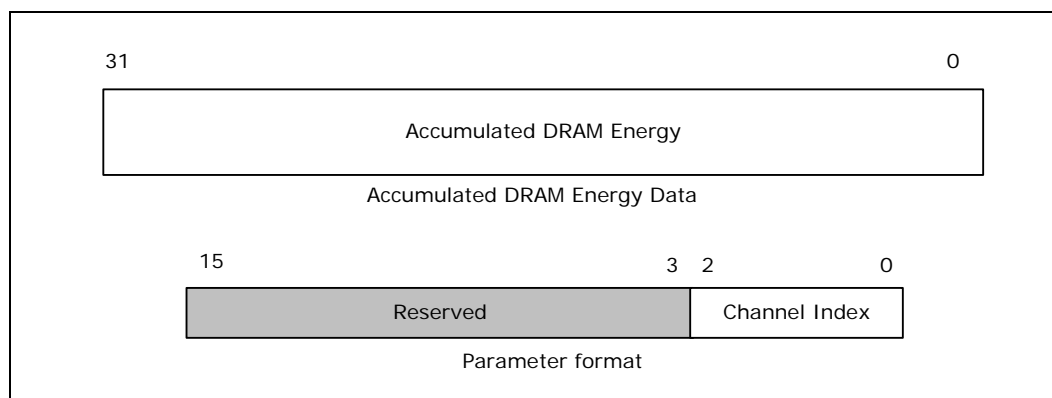 31 0
Accumulated DRAM Energy
Accumulated DRAM Energy Data
15 3 2 0
Reserved Channel Index
Parameter format